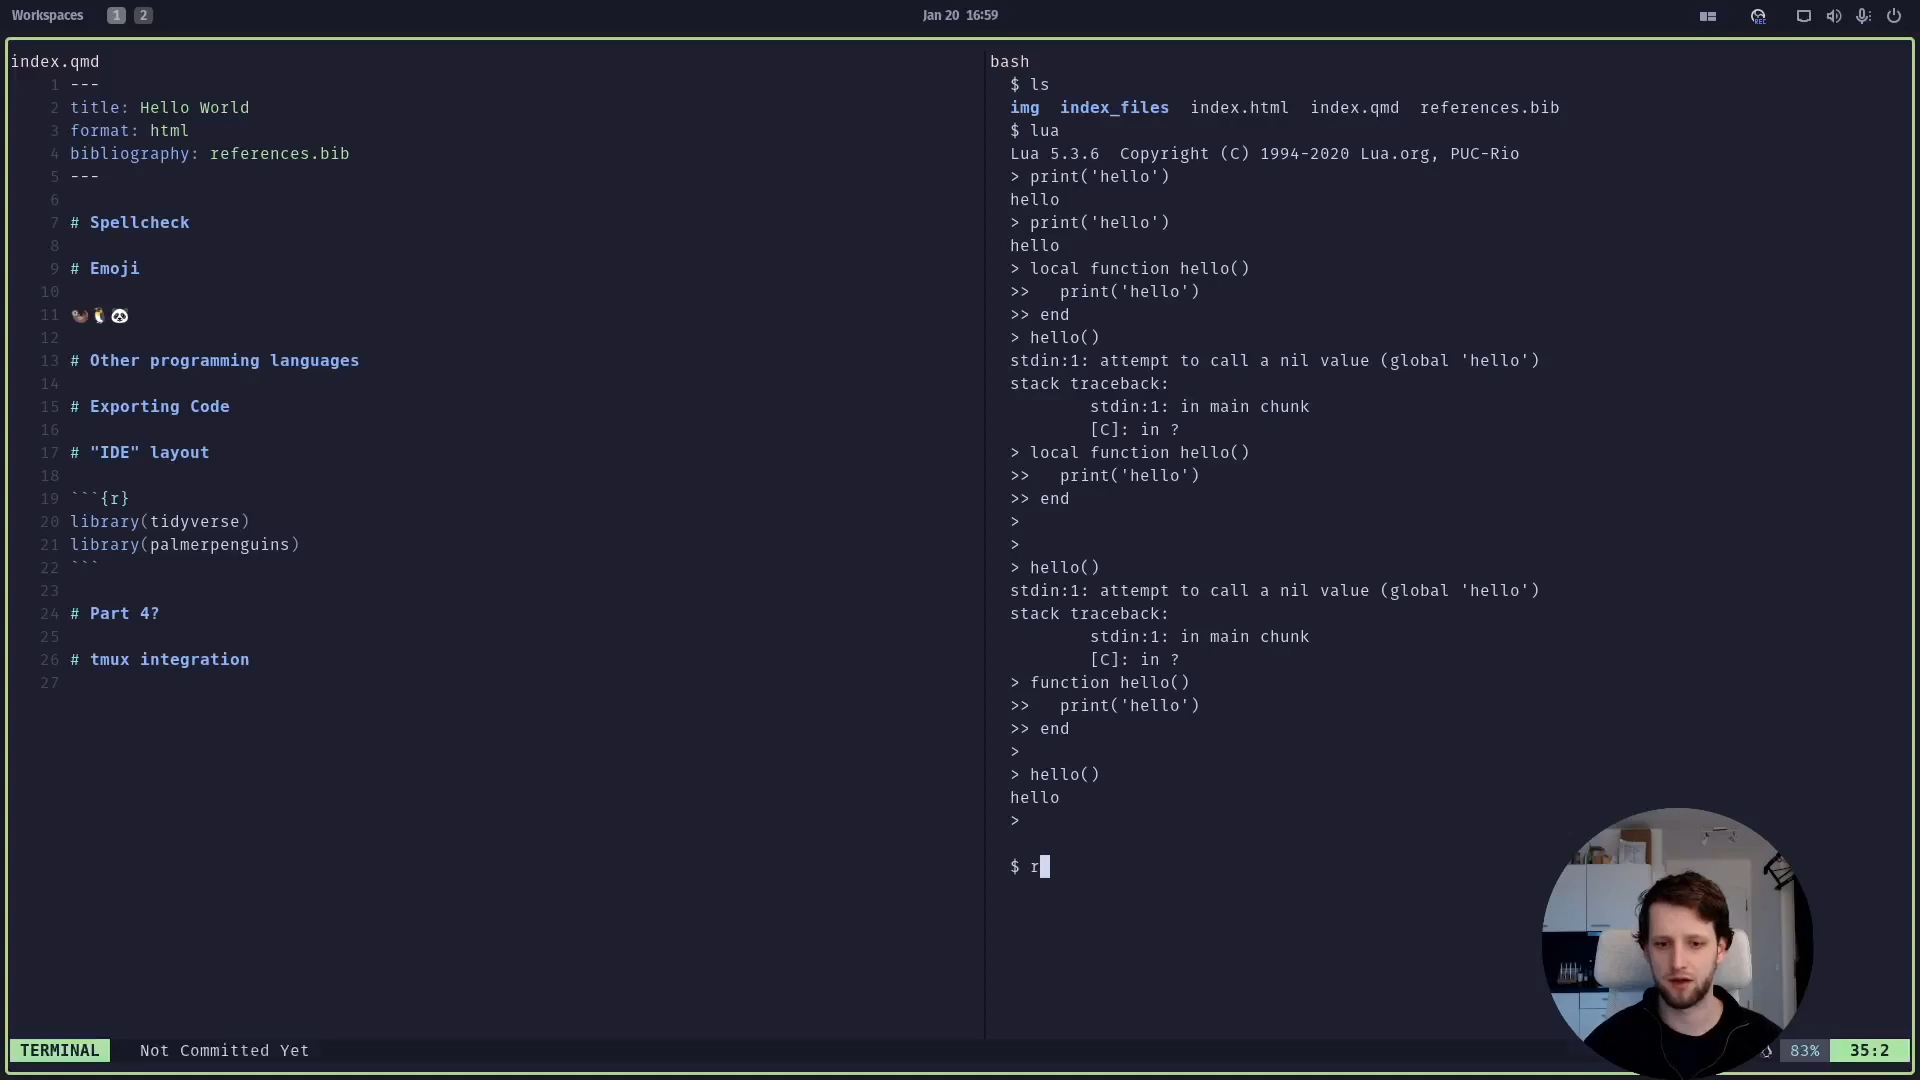 Workspaces 1 2 Jan 20 16:59
REC
index.qmd
1 ---
2 title: Hello World
3 format: html
4 bibliography: references.bib
5 ---
6
7 # Spellcheck
8
9 # Emoji
10
11 🦦🐧🐼
12
13 # Other programming languages
14
15 # Exporting Code
16
17 # "IDE" layout
18
19 ```{r}
20 library(tidyverse)
21 library(palmerpenguins)
22 ```
23
24 # Part 4?
25
26 # tmux integration
27
bash
$ ls
img index_files index.html index.qmd references.bib
$ lua
Lua 5.3.6 Copyright (C) 1994-2020 Lua.org, PUC-Rio
> print('hello')
hello
> print('hello')
hello
> local function hello()
>> print('hello')
>> end
> hello()
stdin:1: attempt to call a nil value (global 'hello')
stack traceback:
stdin:1: in main chunk
[C]: in ?
> local function hello()
>> print('hello')
>> end
>
>
> hello()
stdin:1: attempt to call a nil value (global 'hello')
stack traceback:
stdin:1: in main chunk
[C]: in ?
> function hello()
>> print('hello')
>> end
>
> hello()
hello
>
$ r
TERMINAL Not Committed Yet 83% 35:2